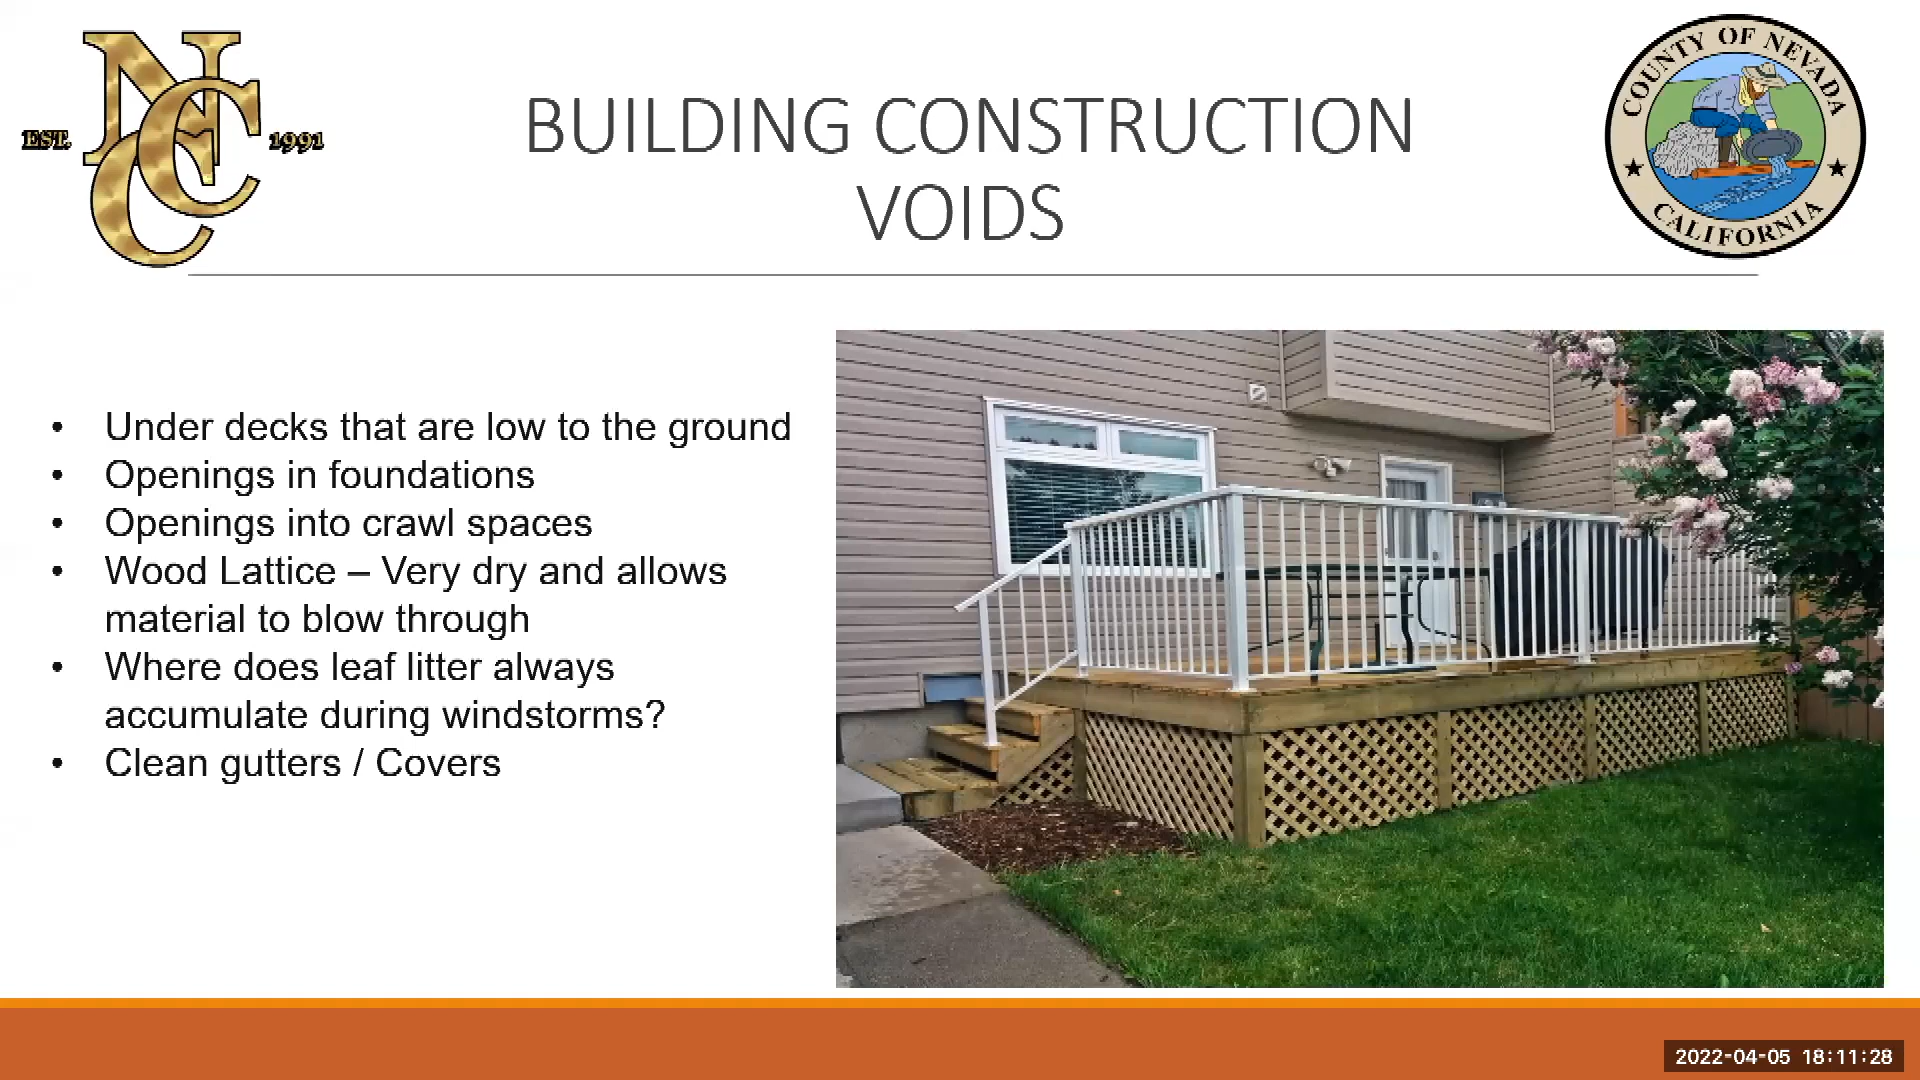 NCC
EST. 1991
BUILDING CONSTRUCTION
VOIDS
COUNTY OF NEVADA
CALIFORNIA
• Under decks that are low to the ground
• Openings in foundations
• Openings into crawl spaces
• Wood Lattice – Very dry and allows
material to blow through
• Where does leaf litter always
accumulate during windstorms?
• Clean gutters / Covers
2022-04-05 18:11:28